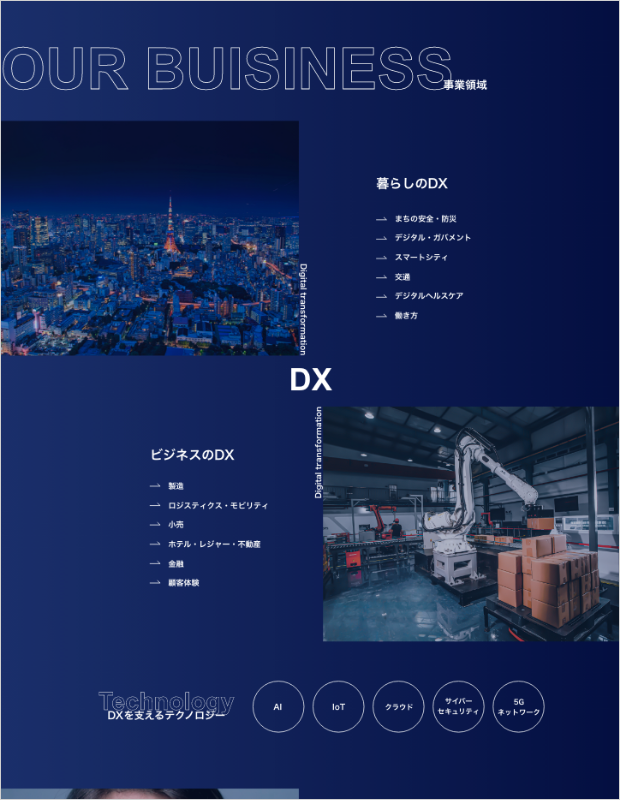 OUR BUISINESS
事業領域
暮らしのDX
まちの安全・防災
デジタル・ガバメント
スマートシティ
交通
デジタルヘルスケア
働き方
Digital transformation
DX
Digital transformation
ビジネスのDX
製造
ロジスティクス・モビリティ
小売
ホテル・レジャー・不動産
金融
顧客体験
Technology
DXを支えるテクノロジー
AI
IoT
クラウド
サイバー
セキュリティ
5G
ネットワーク